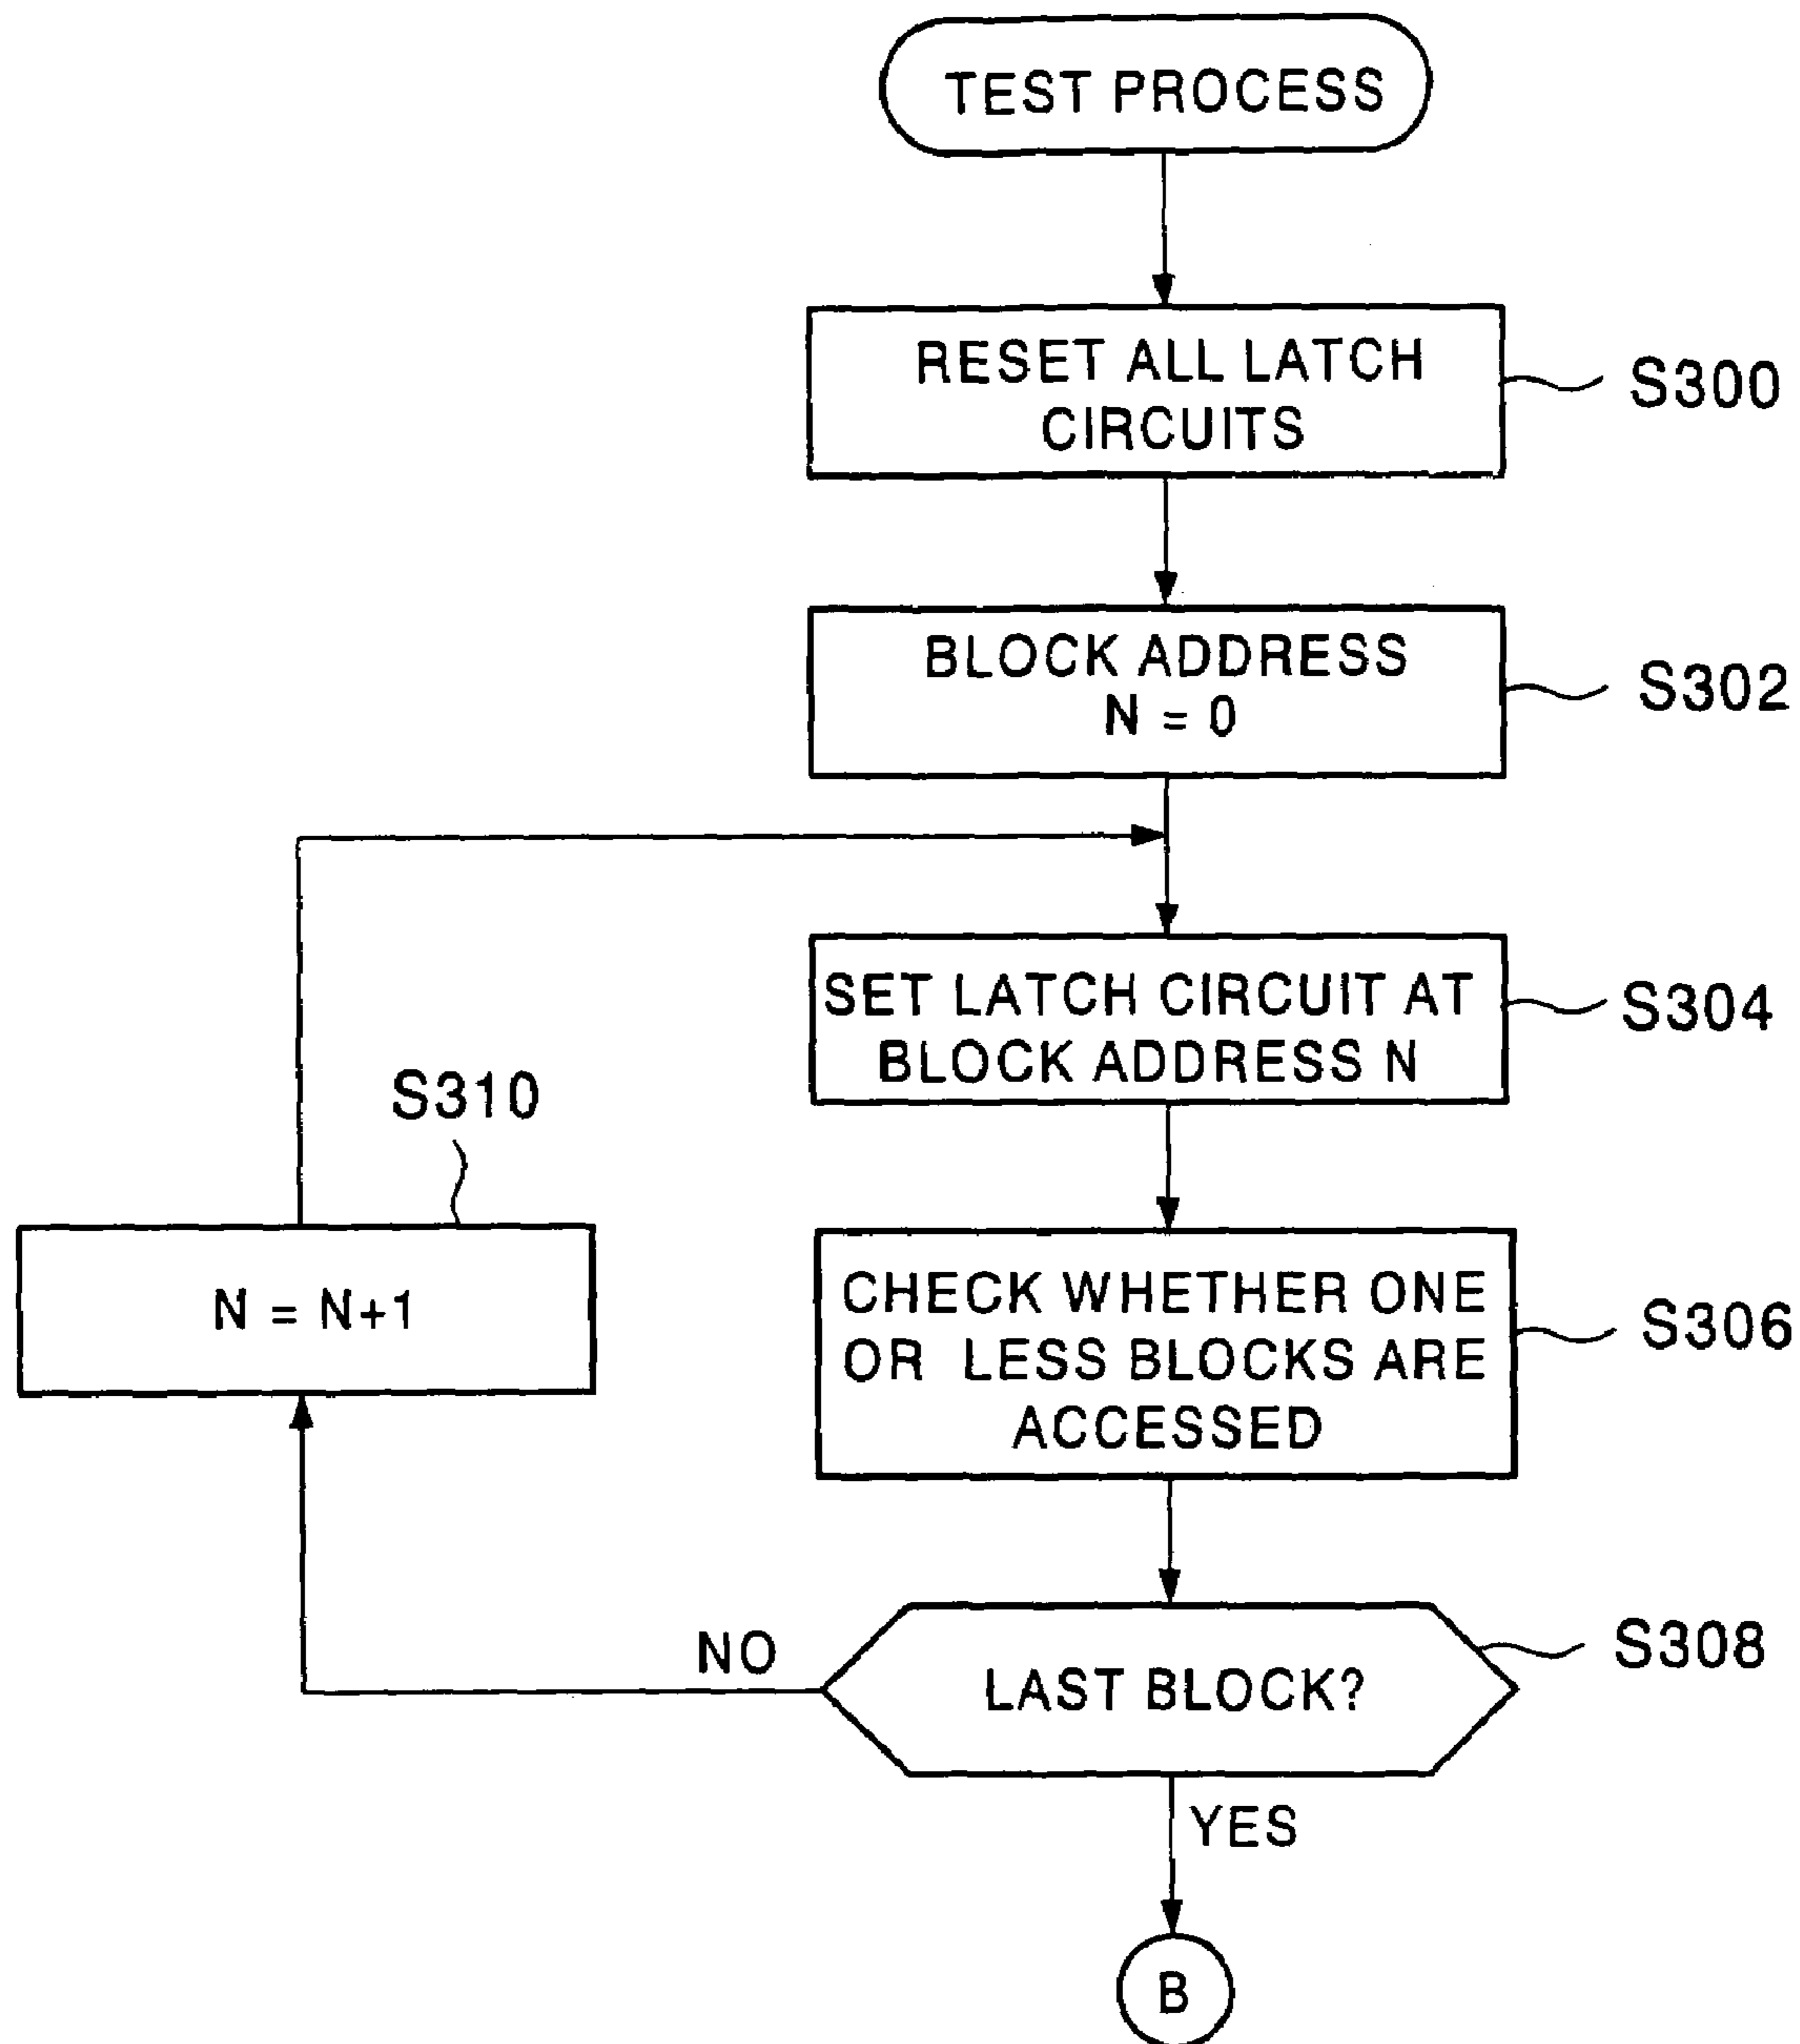 TEST PROCESS
RESET ALL LATCH
CIRCUITS
S300
BLOCK ADDRESS
N = 0
S302
SET LATCH CIRCUIT AT
BLOCK ADDRESS N
S304
S310
N = N+1
CHECK WHETHER ONE
OR LESS BLOCKS ARE
ACCESSED
S306
NO
LAST BLOCK?
S308
YES
B